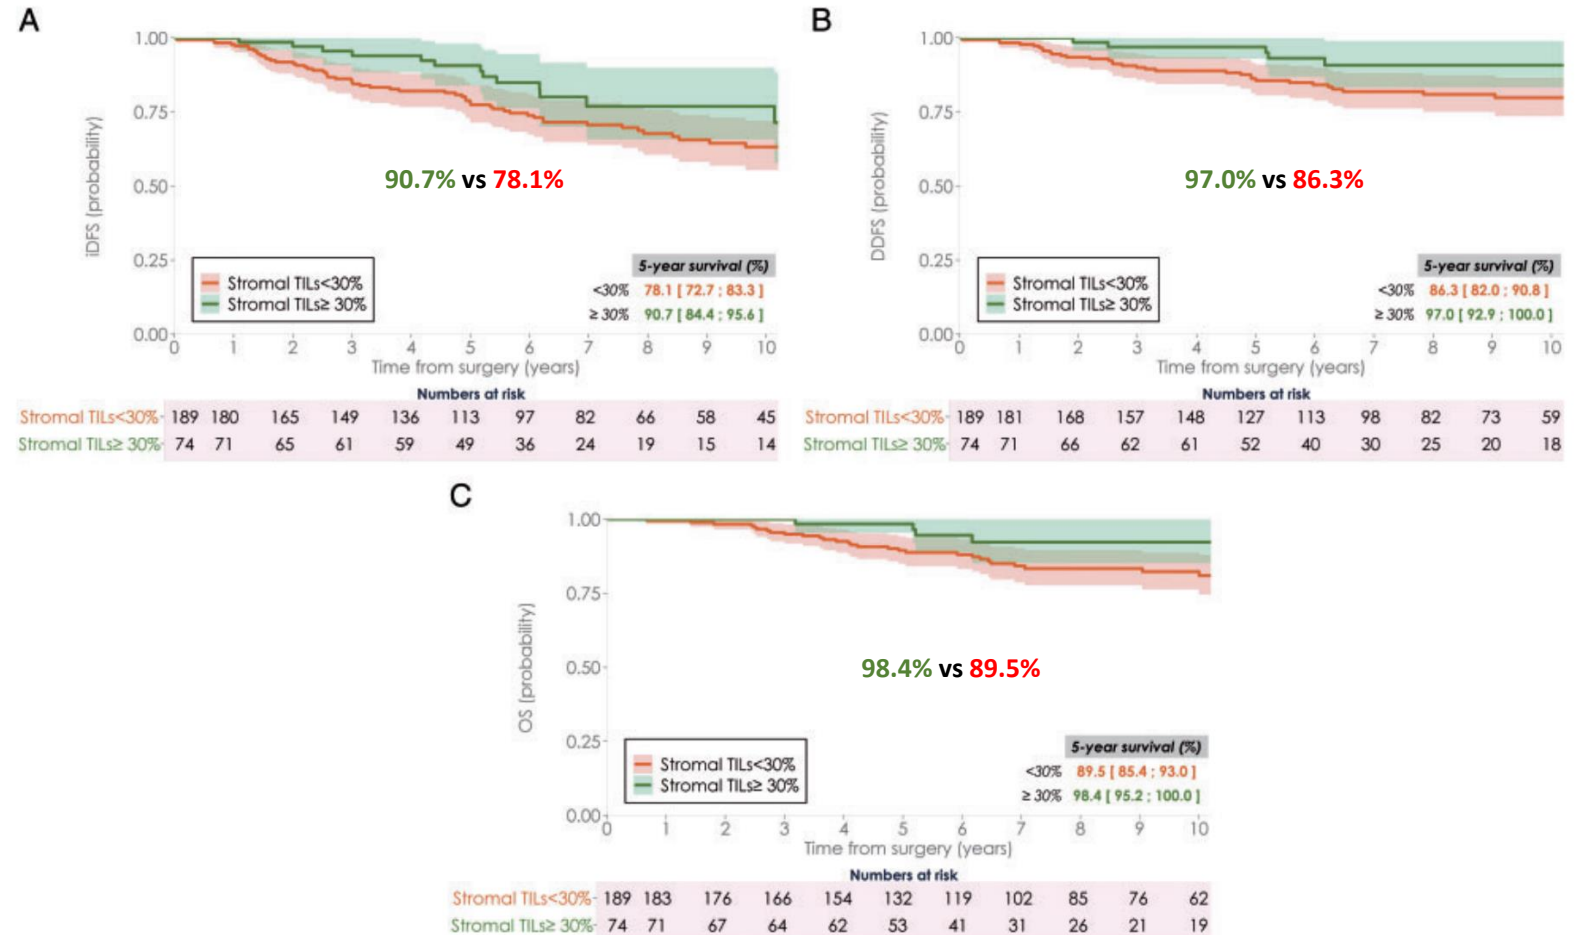 A
1.00
0.75
0.50
0.25
0.00
iDFS (probability)
90.7% vs 78.1%
Stromal TILs<30%
Stromal TILs≥ 30%
5-year survival (%)
<30% 78.1 [ 72.7 ; 83.3 ]
≥ 30% 90.7 [ 84.4 ; 95.6 ]
0 1 2 3 4 5 6 7 8 9 10
Time from surgery (years)
Numbers at risk
Stromal TILs<30% 189 180 165 149 136 113 97 82 66 58 45
Stromal TILs≥ 30% 74 71 65 61 59 49 36 24 19 15 14
B
1.00
0.75
0.50
0.25
0.00
DDFS (probability)
97.0% vs 86.3%
Stromal TILs<30%
Stromal TILs≥ 30%
5-year survival (%)
<30% 86.3 [ 82.0 ; 90.8 ]
≥ 30% 97.0 [ 92.9 ; 100.0 ]
0 1 2 3 4 5 6 7 8 9 10
Time from surgery (years)
Numbers at risk
Stromal TILs<30% 189 181 168 157 148 127 113 98 82 73 59
Stromal TILs≥ 30% 74 71 66 62 61 52 40 30 25 20 18
C
1.00
0.75
0.50
0.25
0.00
OS (probability)
98.4% vs 89.5%
Stromal TILs<30%
Stromal TILs≥ 30%
5-year survival (%)
<30% 89.5 [ 85.4 ; 93.0 ]
≥ 30% 98.4 [ 95.2 ; 100.0 ]
0 1 2 3 4 5 6 7 8 9 10
Time from surgery (years)
Numbers at risk
Stromal TILs<30% 189 183 176 166 154 132 119 102 85 76 62
Stromal TILs≥ 30% 74 71 67 64 62 53 41 31 26 21 19